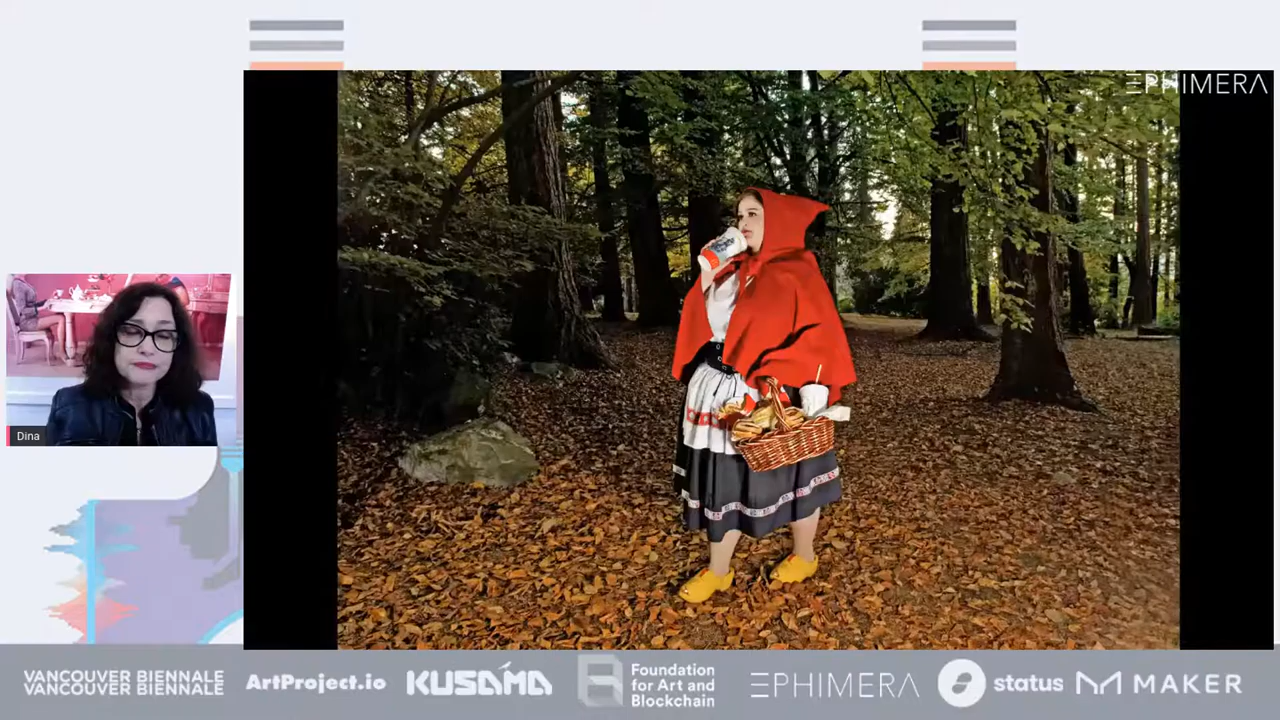 EPHIMERA
Dina
VANCOUVER BIENNALE
VANCOUVER BIENNALE
ArtProject.io
KUSAMA
Foundation
for Art and
Blockchain
EPHIMERA
status
MAKER